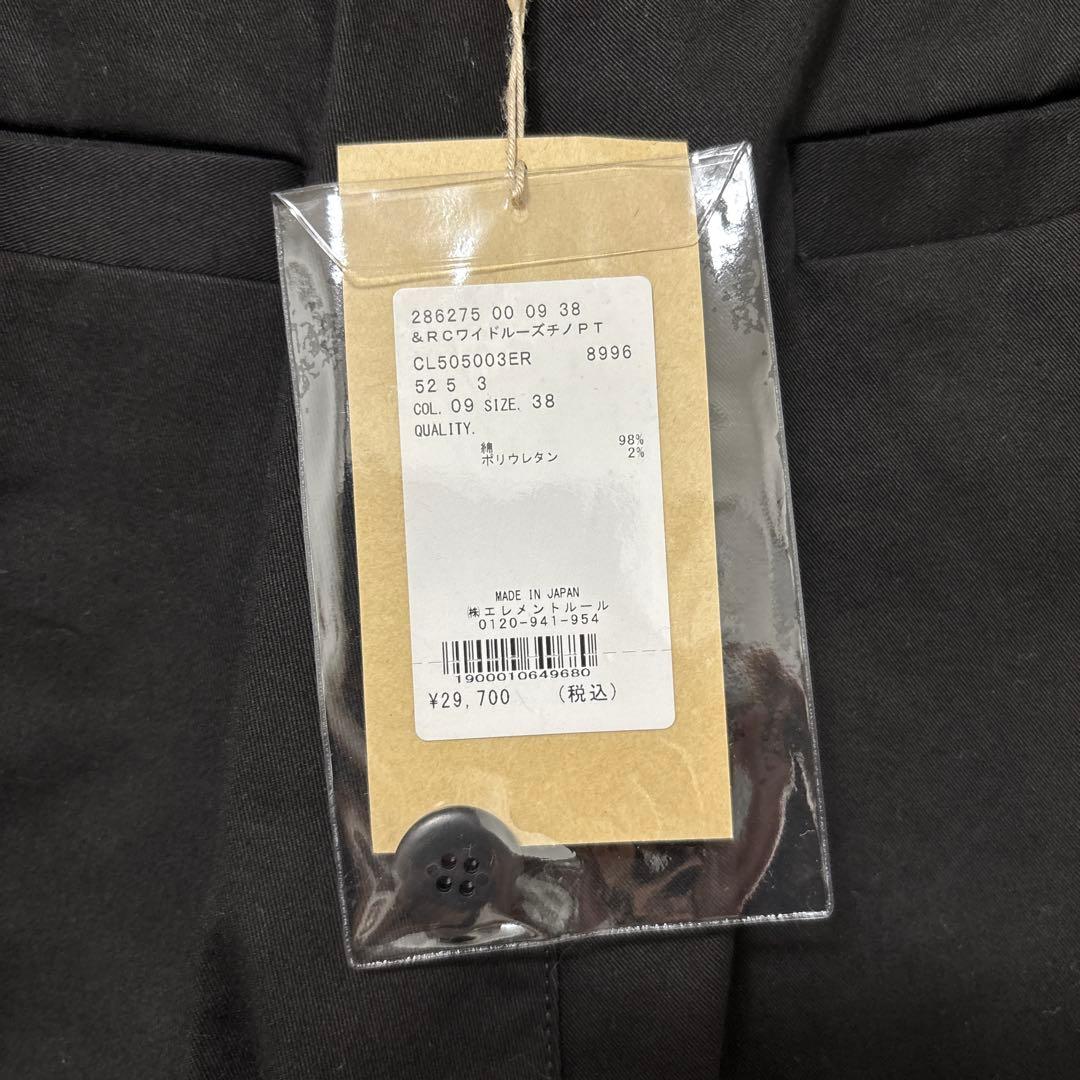 286275 00 09 38
&RCワイドルーズチノPT
CL505003ER 8996
52 5 3
COL. 09 SIZE. 38
QUALITY.
綿 98%
ポリウレタン 2%
MADE IN JAPAN
㈱エレメントルール
0120-941-954
1900010649680
¥29,700 (税込)